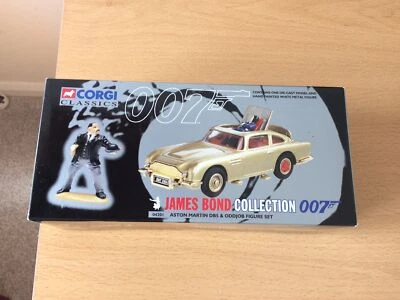 CORGI
CLASSICS
007
CONTAINS ONE DIE CAST MODEL AND
HAND PAINTED WHITE METAL FIGURE
JAMES BOND COLLECTION 007
04201 ASTON MARTIN DB5 & ODDJOB FIGURE SET